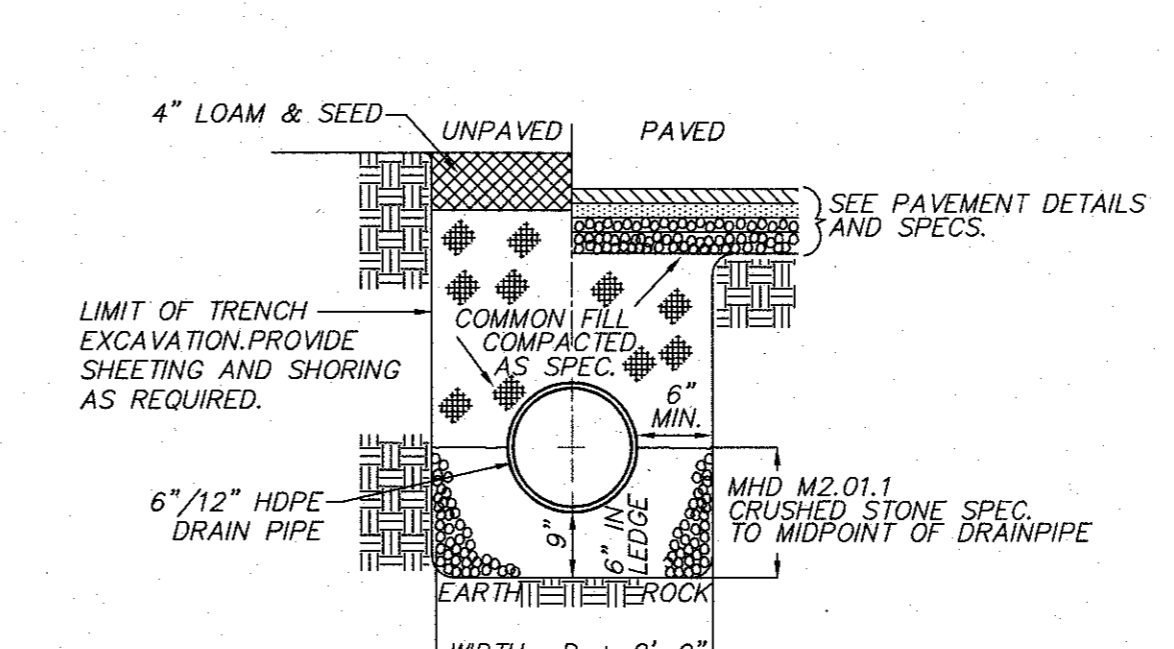 4" LOAM & SEED
UNPAVED
PAVED
SEE PAVEMENT DETAILS
AND SPECS.
LIMIT OF TRENCH
EXCAVATION.PROVIDE
SHEETING AND SHORING
AS REQUIRED.
COMMON FILL
COMPACTED
AS SPEC.
6"
MIN.
6"/12" HDPE
DRAIN PIPE
9"
6" IN
LEDGE
MHD M2.01.1
CRUSHED STONE SPEC.
TO MIDPOINT OF DRAINPIPE
EARTH
ROCK
WIDTH